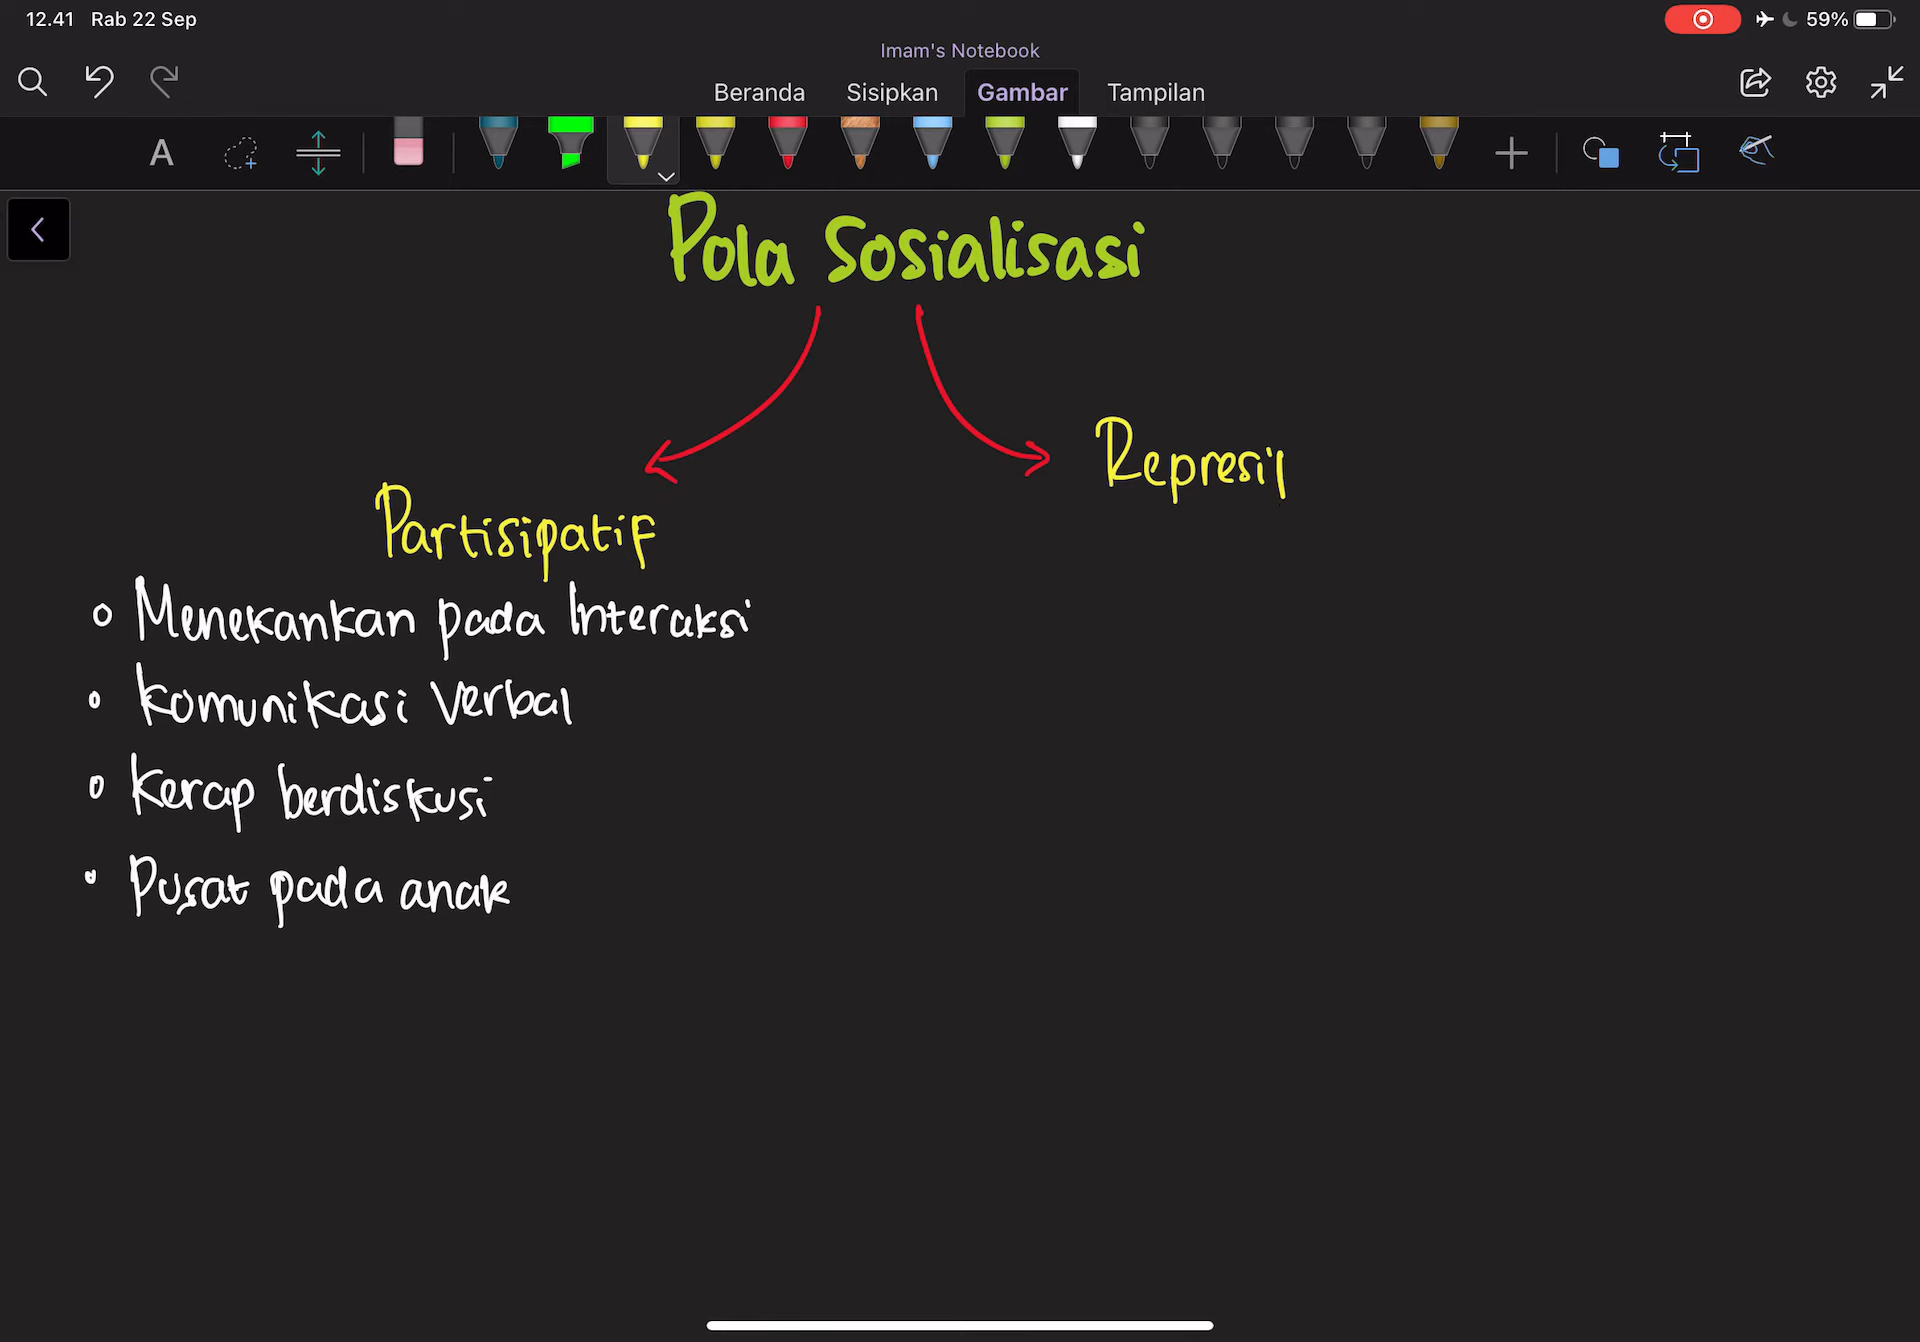 12.41 Rab 22 Sep
59%
Imam's Notebook
Beranda Sisipkan Gambar Tampilan
A
Pola Sosialisasi
Represif
Partisipatif
Menekankan pada Interaksi
Komunikasi Verbal
Kerap berdiskusi
Pusat pada anak